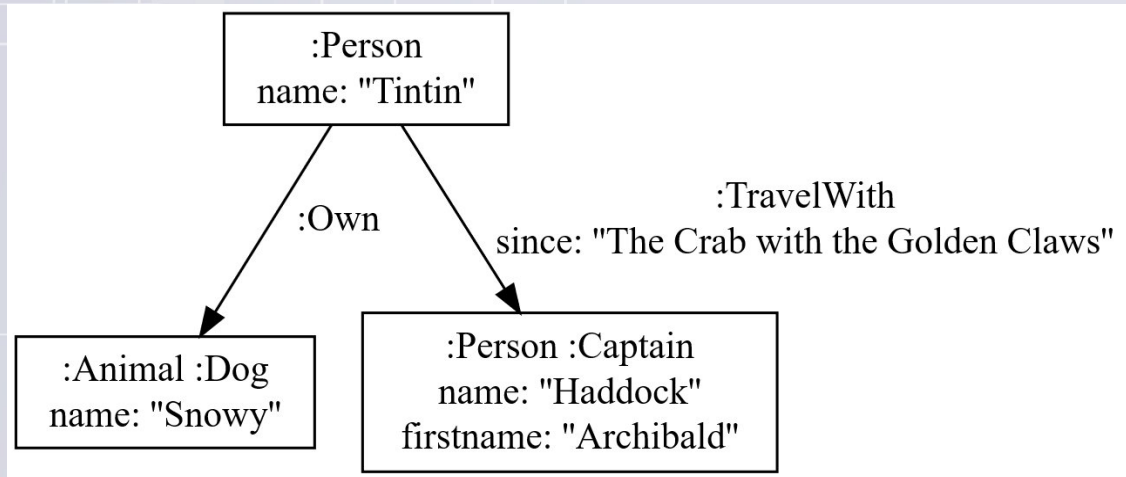 :Person
name: "Tintin"
:Own
:TravelWith
since: "The Crab with the Golden Claws"
:Animal :Dog
name: "Snowy"
:Person :Captain
name: "Haddock"
firstname: "Archibald"